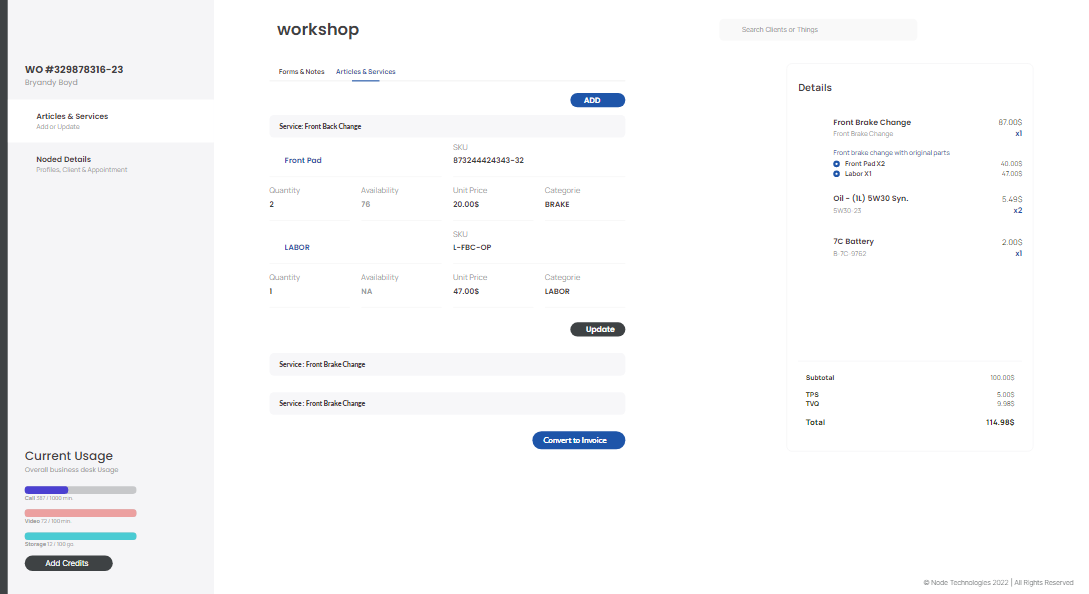 workshop
Search Clients or Things
WO #329878316-23
Bryandy Boyd
Articles & Services
Add or Update
Noded Details
Profiles, Client & Appointment
Current Usage
Overall business desk Usage
Call 387 / 1000 min.
Video 72 / 100 min.
Storage 12 / 100 go.
Add Credits
Forms & Notes
Articles & Services
ADD
Service: Front Back Change
Front Pad
SKU
873244424343-32
Quantity
Availability
Unit Price
Categorie
2
76
20.00$
BRAKE
LABOR
SKU
L-FBC-OP
Quantity
Availability
Unit Price
Categorie
1
NA
47.00$
LABOR
Update
Service : Front Brake Change
Service : Front Brake Change
Convert to Invoice
Details
Front Brake Change 87.00$
Front Brake Change x1
Front brake change with original parts
Front Pad X2 40.00$
Labor X1 47.00$
Oil - (1L) 5W30 Syn. 5.49$
5W30-23 x2
7C Battery 2.00$
B-7C-9762 x1
Subtotal 100.00$
TPS 5.00$
TVQ 9.98$
Total 114.98$
© Node Technologies 2022 | All Rights Reserved